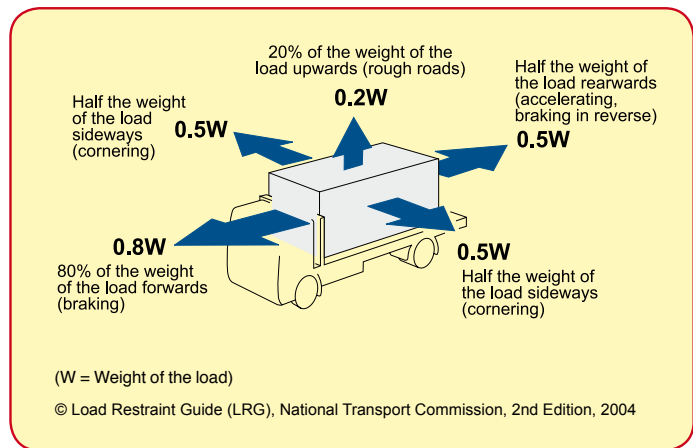 20% of the weight of the
load upwards (rough roads)
0.2W
Half the weight of
the load rearwards
(accelerating,
braking in reverse)
0.5W
Half the weight
of the load
sideways
(cornering)
0.5W
0.8W
80% of the weight
of the load forwards
(braking)
0.5W
Half the weight of
the load sideways
(cornering)
(W = Weight of the load)
© Load Restraint Guide (LRG), National Transport Commission, 2nd Edition, 2004